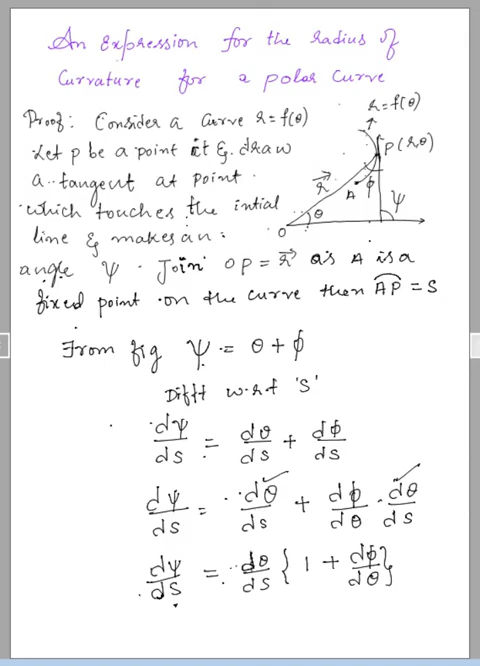 An Expression for the radius of
Curvature for a polar curve
Proof: Consider a curve r=f(θ)
Let p be a point it & draw
a tangent at point.
which touches the intial
line & makes an
angle ψ. Join OP = r⃗ as A is a
fixed point on the curve then A͡P = S
r=f(θ)
P(r,θ)
r⃗
A
ϕ
θ
ψ
O
From fig ψ = θ + ϕ
Difft w.r.t 's'
dψ/ds = dθ/ds + dϕ/ds
dψ/ds = dθ/ds + dϕ/dθ . dθ/ds
dψ/ds = dθ/ds { 1 + dϕ/dθ }